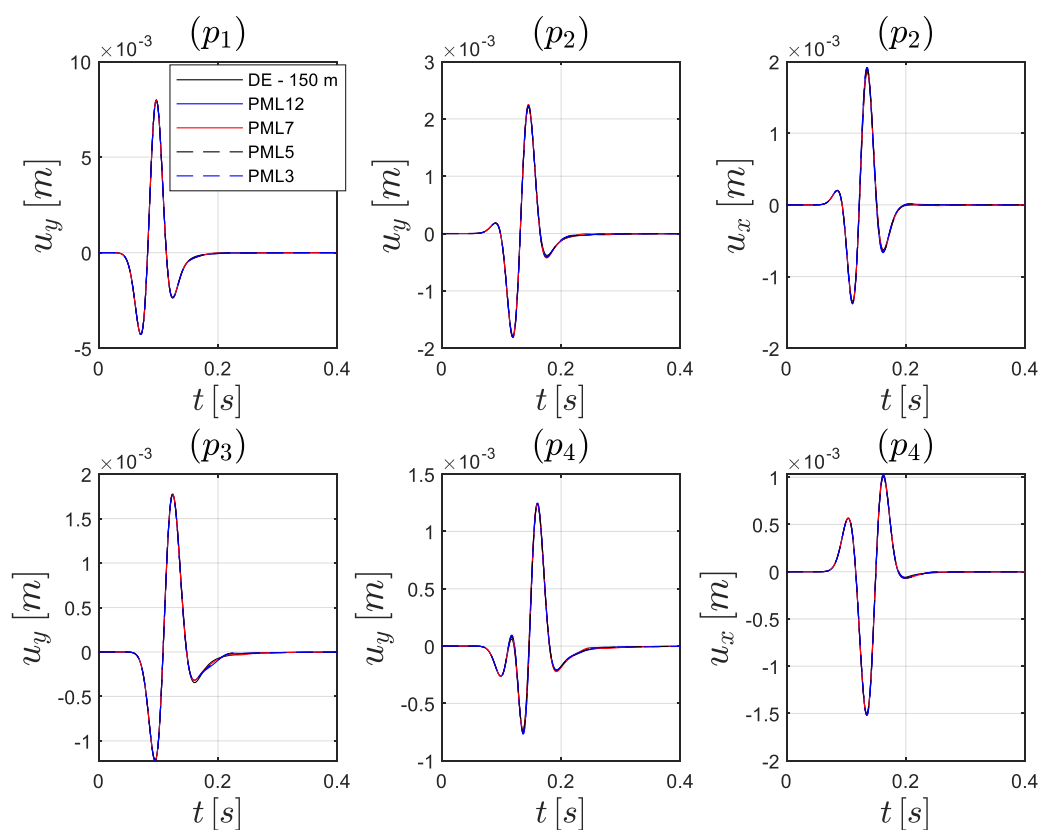 (p₁)
×10⁻³
10
5
0
-5
0
0.2
0.4
u_y [m]
t [s]
DE - 150 m
PML12
PML7
PML5
PML3
(p₂)
×10⁻³
3
2
1
0
-1
-2
0
0.2
0.4
u_y [m]
t [s]
(p₂)
×10⁻³
2
1
0
-1
-2
0
0.2
0.4
u_x [m]
t [s]
(p₃)
×10⁻³
2
1.5
1
0.5
0
-0.5
-1
0
0.2
0.4
u_y [m]
t [s]
(p₄)
×10⁻³
1.5
1
0.5
0
-0.5
-1
0
0.2
0.4
u_y [m]
t [s]
(p₄)
×10⁻³
1
0.5
0
-0.5
-1
-1.5
-2
0
0.2
0.4
u_x [m]
t [s]